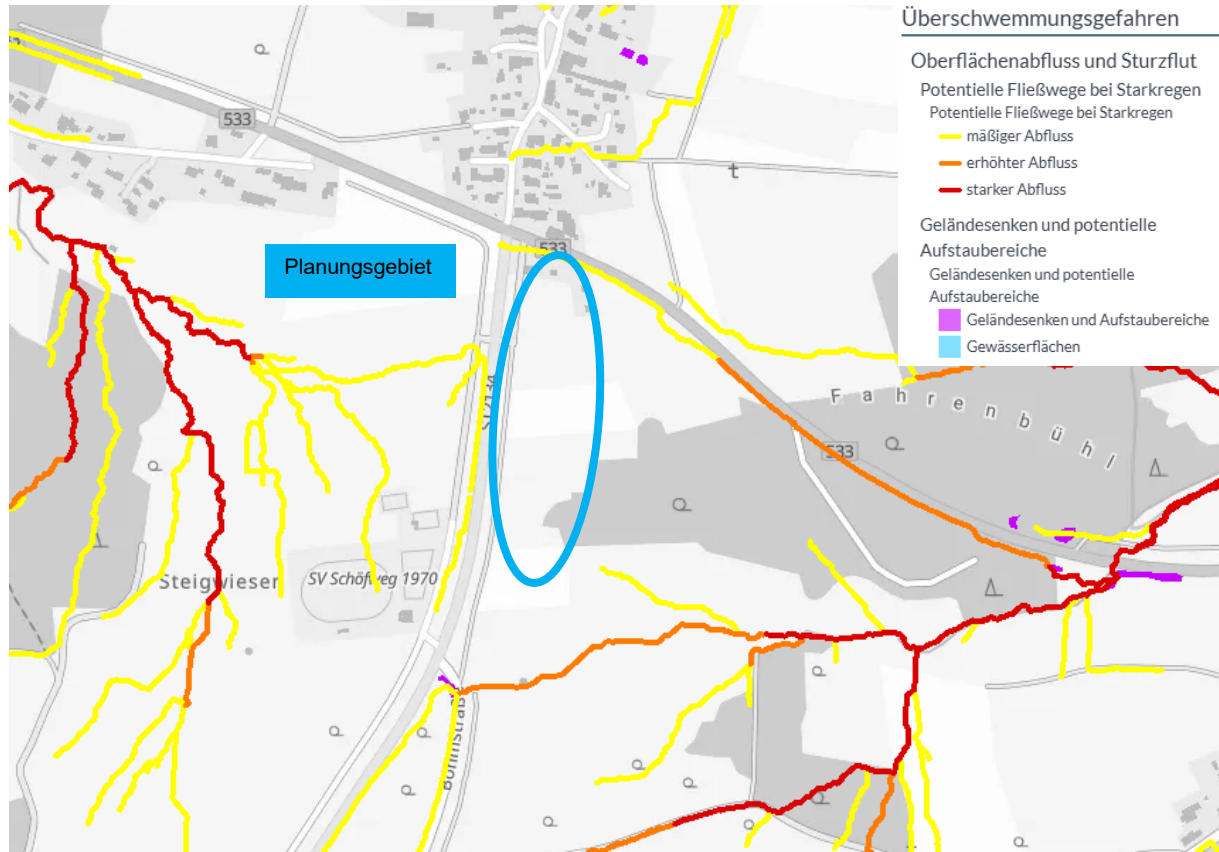 Überschwemmungsgefahren
Oberflächenabfluss und Sturzflut
Potentielle Fließwege bei Starkregen
Potentielle Fließwege bei Starkregen
mäßiger Abfluss
erhöhter Abfluss
starker Abfluss
Geländesenken und potentielle
Aufstaubereiche
Geländesenken und potentielle
Aufstaubereiche
Geländesenken und Aufstaubereiche
Gewässerflächen
533
533
Planungsgebiet
Fahrenbühl
533
Steigwiesen
SV Schöfweg 1970